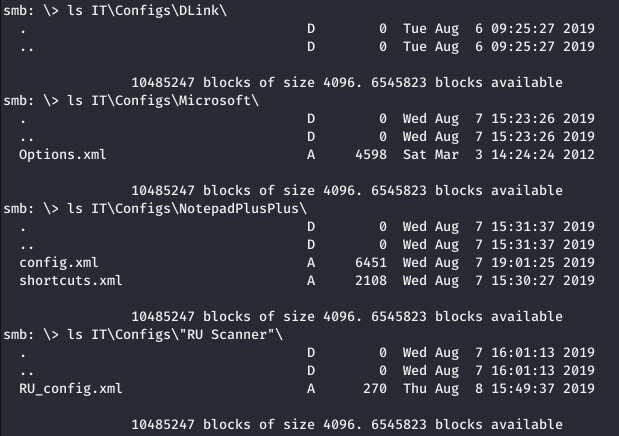 smb: \> ls IT\Configs\DLink\
  .                                   D        0  Tue Aug  6 09:25:27 2019
  ..                                  D        0  Tue Aug  6 09:25:27 2019
                10485247 blocks of size 4096. 6545823 blocks available
smb: \> ls IT\Configs\Microsoft\
  .                                   D        0  Wed Aug  7 15:23:26 2019
  ..                                  D        0  Wed Aug  7 15:23:26 2019
  Options.xml                         A     4598  Sat Mar  3 14:24:24 2012
                10485247 blocks of size 4096. 6545823 blocks available
smb: \> ls IT\Configs\NotepadPlusPlus\
  .                                   D        0  Wed Aug  7 15:31:37 2019
  ..                                  D        0  Wed Aug  7 15:31:37 2019
  config.xml                          A     6451  Wed Aug  7 19:01:25 2019
  shortcuts.xml                       A     2108  Wed Aug  7 15:30:27 2019
                10485247 blocks of size 4096. 6545823 blocks available
smb: \> ls IT\Configs\"RU Scanner"\
  .                                   D        0  Wed Aug  7 16:01:13 2019
  ..                                  D        0  Wed Aug  7 16:01:13 2019
  RU_config.xml                       A      270  Thu Aug  8 15:49:37 2019
                10485247 blocks of size 4096. 6545823 blocks available